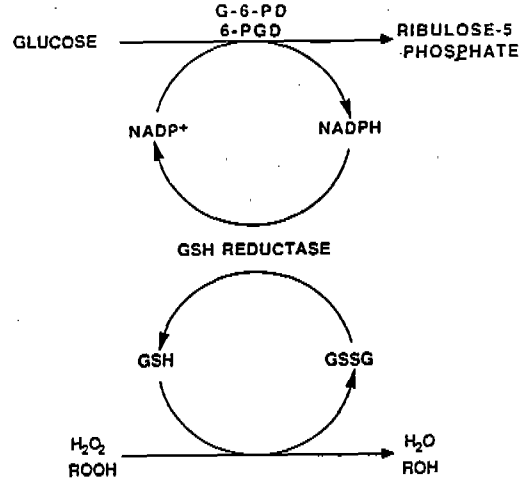 G-6-PD
6-PGD
GLUCOSE
RIBULOSE-5
PHOSPHATE
NADP+
NADPH
GSH REDUCTASE
GSH
GSSG
H₂O₂
ROOH
H₂O
ROH